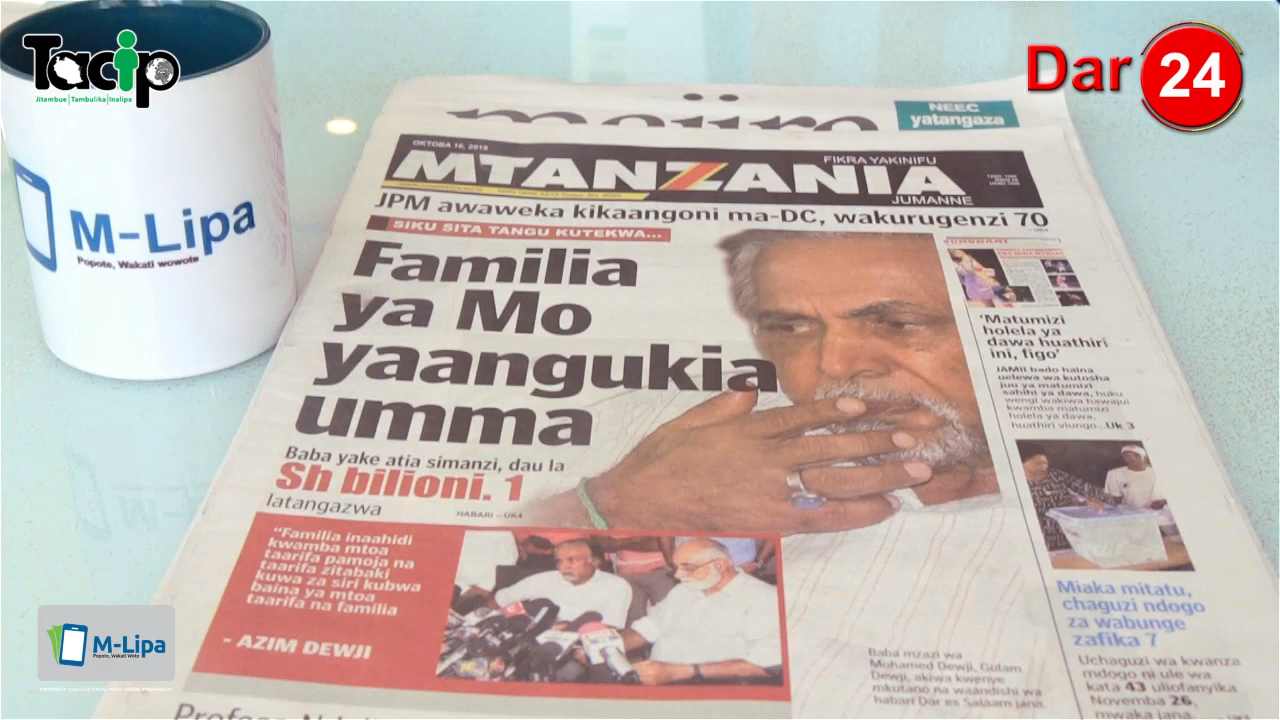 Tacip
Jitambue | Tambulika | Inalipa
Dar 24
M-Lipa
Popote, Wakati wowote
NEEC
yatangaza
OKTOBA 16, 2018
MTANZANIA
FIKRA YAKINIFU
JUMANNE
JPM awaweka kikaangoni ma-DC, wakurugenzi 70
SIKU SITA TANGU KUTEKWA...
Familia
ya Mo
yaangukia
umma
Baba yake atia simanzi, dau la
Sh bilioni. 1
latangazwa
HABARI – UK4
"Familia inaahidi
kwamba mtoa
taarifa pamoja na
taarifa zitabaki
kuwa za siri kubwa
baina ya mtoa
taarifa na familia
- AZIM DEWJI
Baba mzazi wa
Mohamed Dewji, Gulam
Dewji, akiwa kwenye
mkutano na waandishi wa
habari Dar es Salaam jana.
'Matumizi
holela ya
dawa huathiri
ini, figo'
JAMII bado haina
uelewa wa kutosha
juu ya matumizi
sahihi ya dawa, huku
wengi wakiwa hawajui
kwamba matumizi
holela ya dawa,
huathiri viungo...Uk 3
Miaka mitatu,
chaguzi ndogo
za wabunge
zafika 7
Uchaguzi wa kwanza
mdogo ni ule wa
kata 43 uliofanyika
Novemba 26,
mwaka jana
M-Lipa
Popote, Wakati Wote